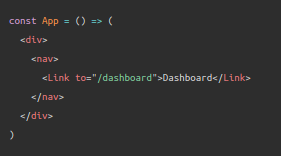 const App = () => (
  <div>
    <nav>
      <Link to="/dashboard">Dashboard</Link>
    </nav>
  </div>
)